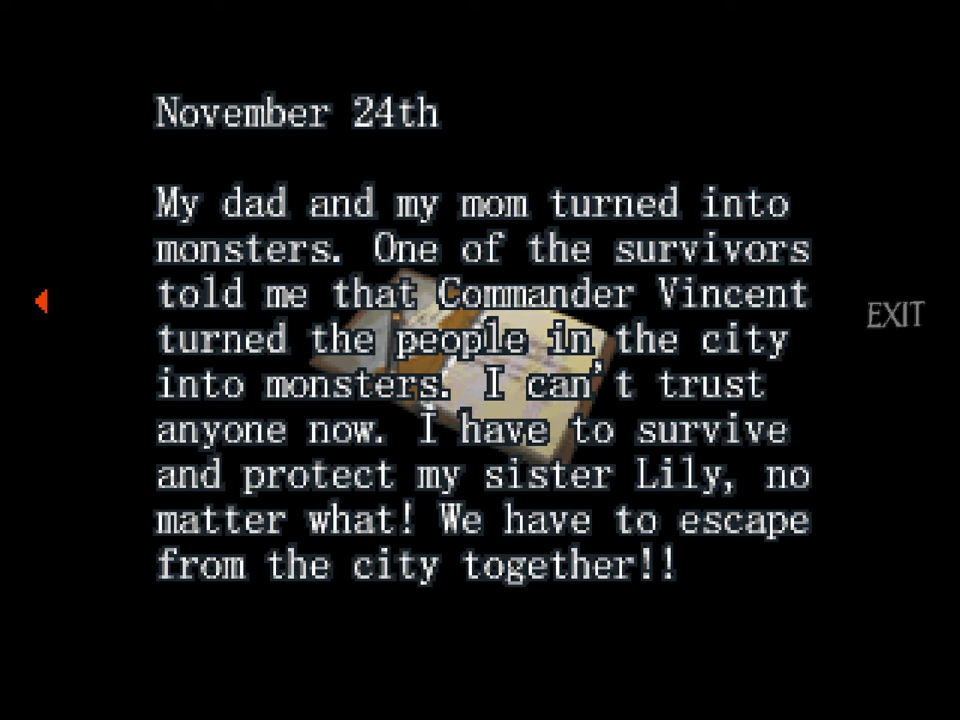 November 24th
My dad and my mom turned into
monsters. One of the survivors
told me that Commander Vincent
turned the people in the city
into monsters. I can't trust
anyone now. I have to survive
and protect my sister Lily, no
matter what! We have to escape
from the city together!!
EXIT